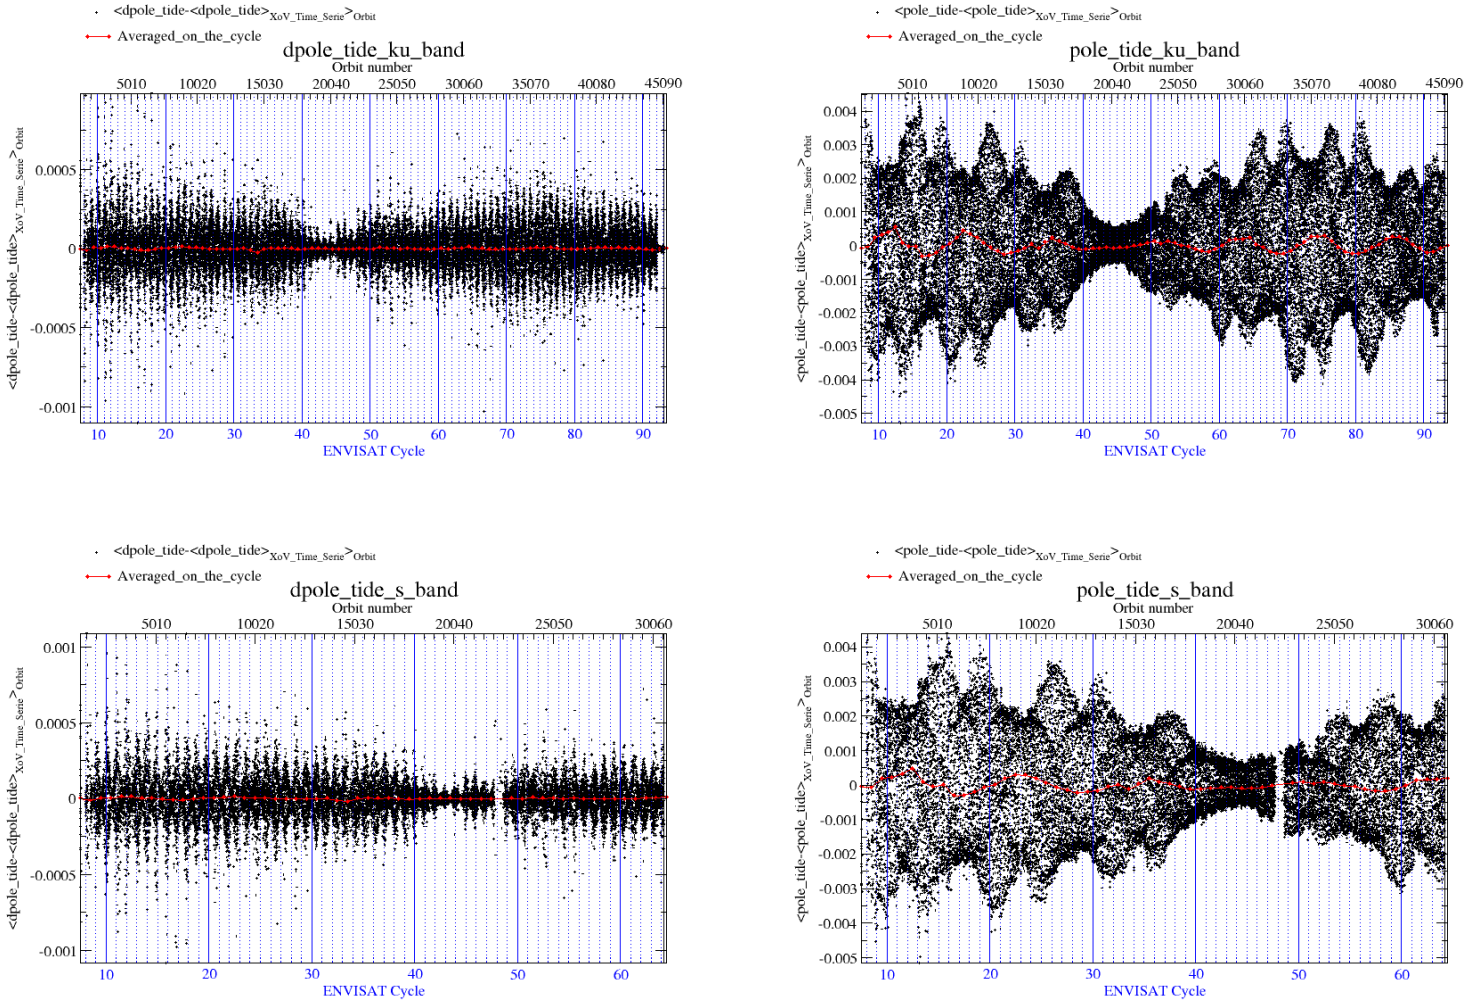 <dpole_tide-<dpole_tide>XoV_Time_Serie>Orbit
Averaged_on_the_cycle
dpole_tide_ku_band
Orbit number
5010 10020 15030 20040 25050 30060 35070 40080 45090
<dpole_tide-<dpole_tide>XoV_Time_Serie>Orbit
0.0005
0
-0.0005
-0.001
10 20 30 40 50 60 70 80 90
ENVISAT Cycle
<pole_tide-<pole_tide>XoV_Time_Serie>Orbit
Averaged_on_the_cycle
pole_tide_ku_band
Orbit number
5010 10020 15030 20040 25050 30060 35070 40080 45090
<pole_tide-<pole_tide>XoV_Time_Serie>Orbit
0.004
0.003
0.002
0.001
0
-0.001
-0.002
-0.003
-0.004
-0.005
10 20 30 40 50 60 70 80 90
ENVISAT Cycle
<dpole_tide-<dpole_tide>XoV_Time_Serie>Orbit
Averaged_on_the_cycle
dpole_tide_s_band
Orbit number
5010 10020 15030 20040 25050 30060
<dpole_tide-<dpole_tide>XoV_Time_Serie>Orbit
0.001
0.0005
0
-0.0005
-0.001
10 20 30 40 50 60
ENVISAT Cycle
<pole_tide-<pole_tide>XoV_Time_Serie>Orbit
Averaged_on_the_cycle
pole_tide_s_band
Orbit number
5010 10020 15030 20040 25050 30060
<pole_tide-<pole_tide>XoV_Time_Serie>Orbit
0.004
0.003
0.002
0.001
0
-0.001
-0.002
-0.003
-0.004
-0.005
10 20 30 40 50 60
ENVISAT Cycle